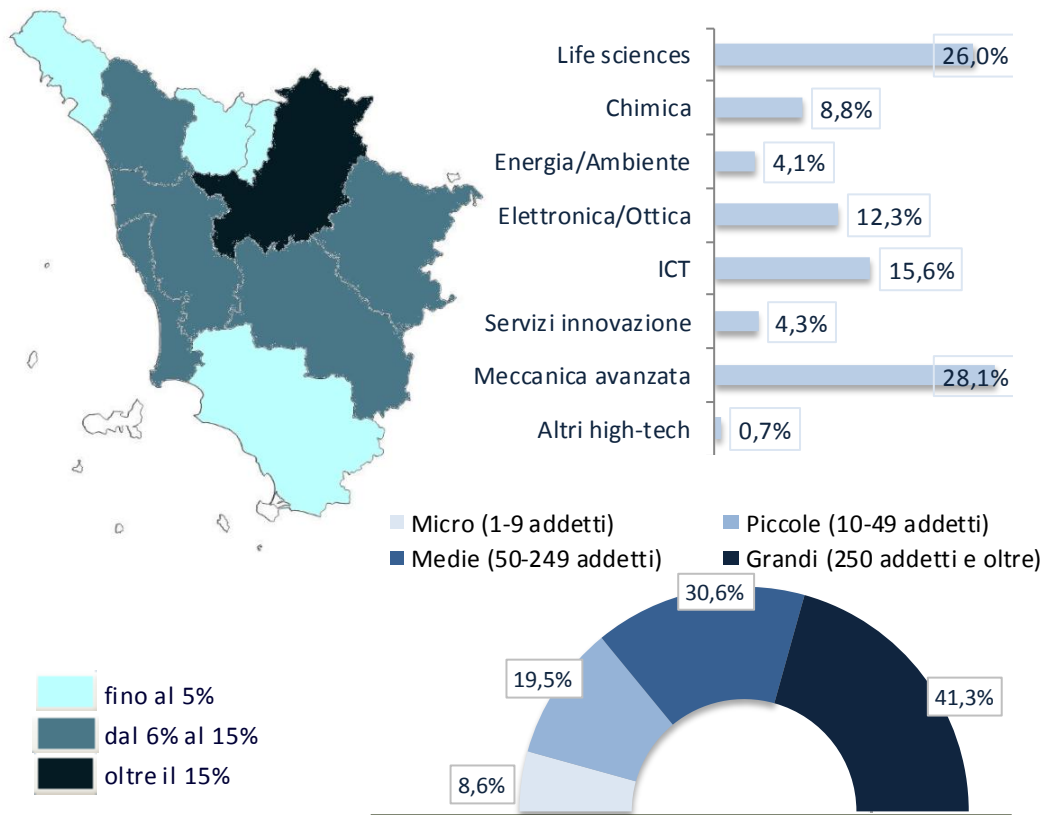 Life sciences 26,0%
Chimica 8,8%
Energia/Ambiente 4,1%
Elettronica/Ottica 12,3%
ICT 15,6%
Servizi innovazione 4,3%
Meccanica avanzata 28,1%
Altri high-tech 0,7%
Micro (1-9 addetti) Piccole (10-49 addetti)
Medie (50-249 addetti) Grandi (250 addetti e oltre)
30,6%
19,5%
41,3%
8,6%
fino al 5%
dal 6% al 15%
oltre il 15%